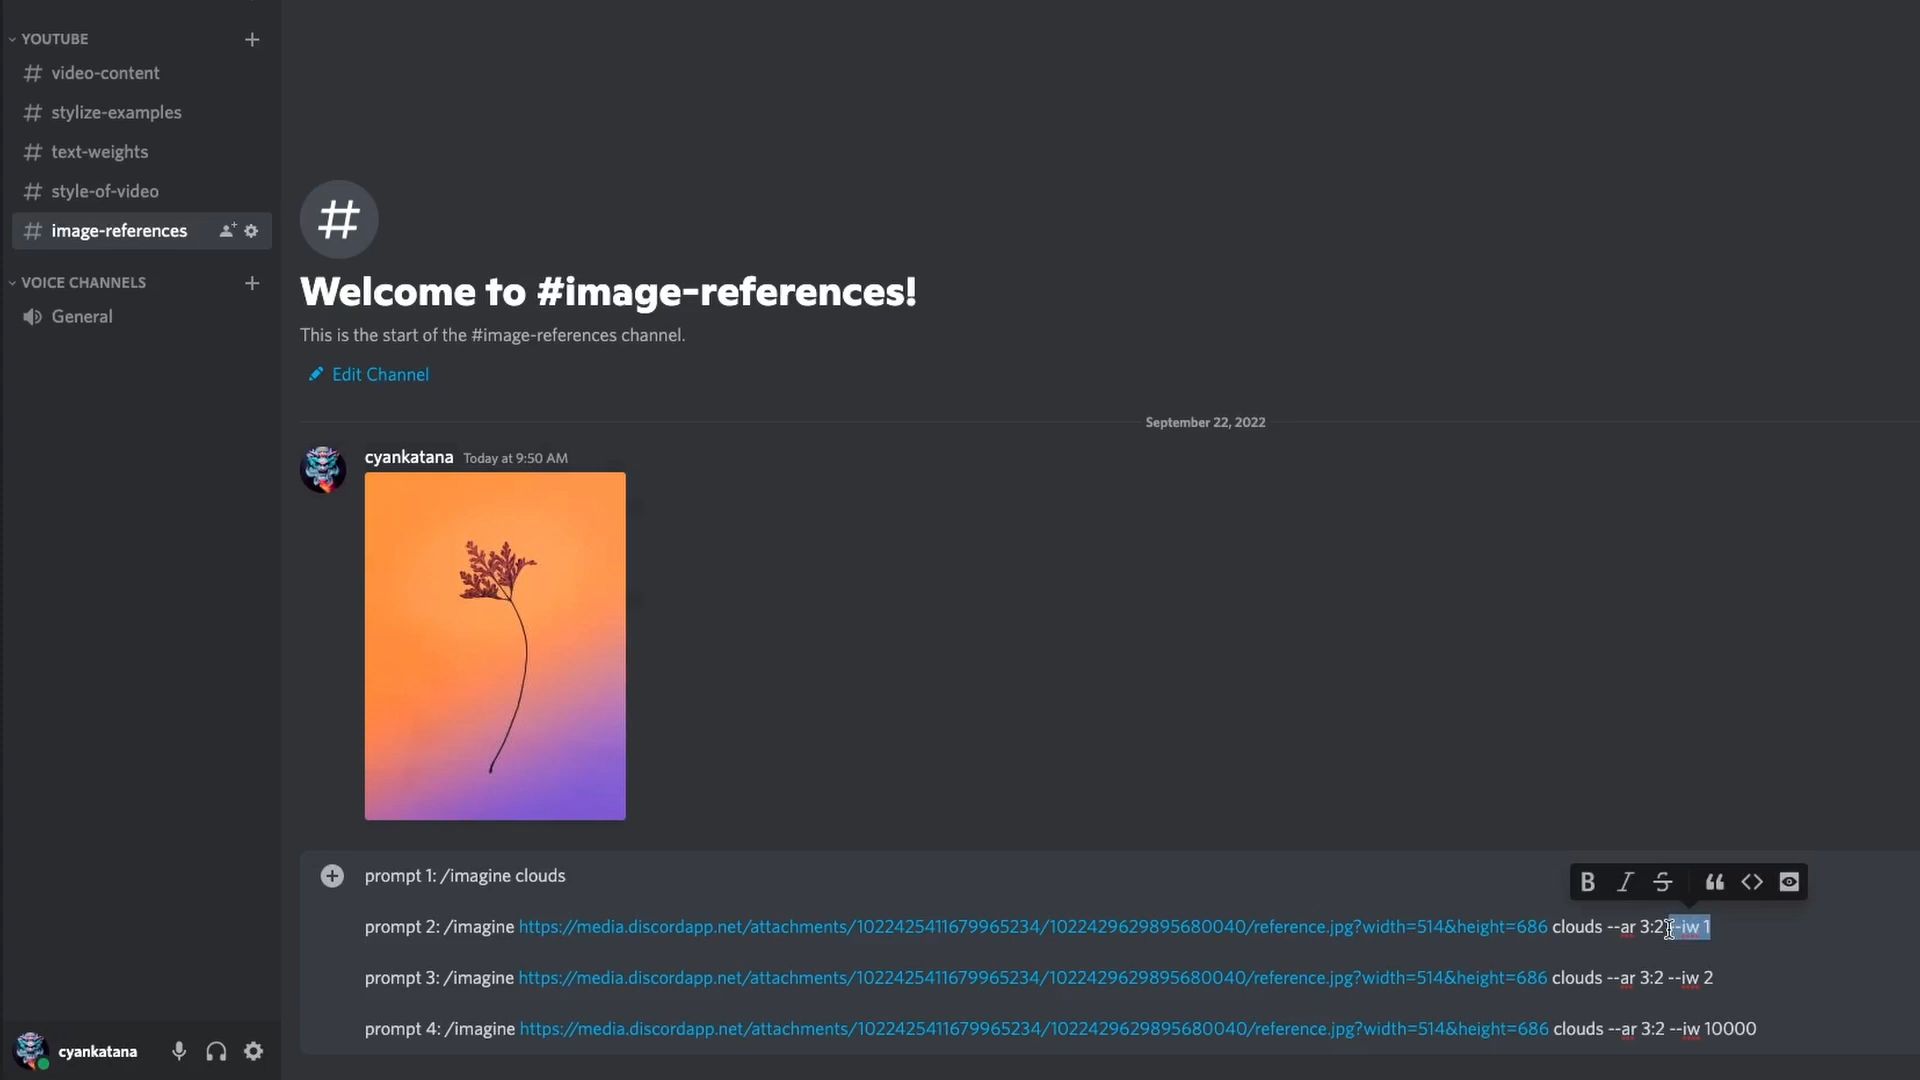 YOUTUBE
# video-content
# stylize-examples
# text-weights
# style-of-video
# image-references
VOICE CHANNELS
General
#
Welcome to #image-references!
This is the start of the #image-references channel.
Edit Channel
September 22, 2022
cyankatana Today at 9:50 AM
prompt 1: /imagine clouds
prompt 2: /imagine https://media.discordapp.net/attachments/1022425411679965234/1022429629895680040/reference.jpg?width=514&height=686 clouds --ar 3:2 --iw 1
prompt 3: /imagine https://media.discordapp.net/attachments/1022425411679965234/1022429629895680040/reference.jpg?width=514&height=686 clouds --ar 3:2 --iw 2
prompt 4: /imagine https://media.discordapp.net/attachments/1022425411679965234/1022429629895680040/reference.jpg?width=514&height=686 clouds --ar 3:2 --iw 10000
B I S
cyankatana